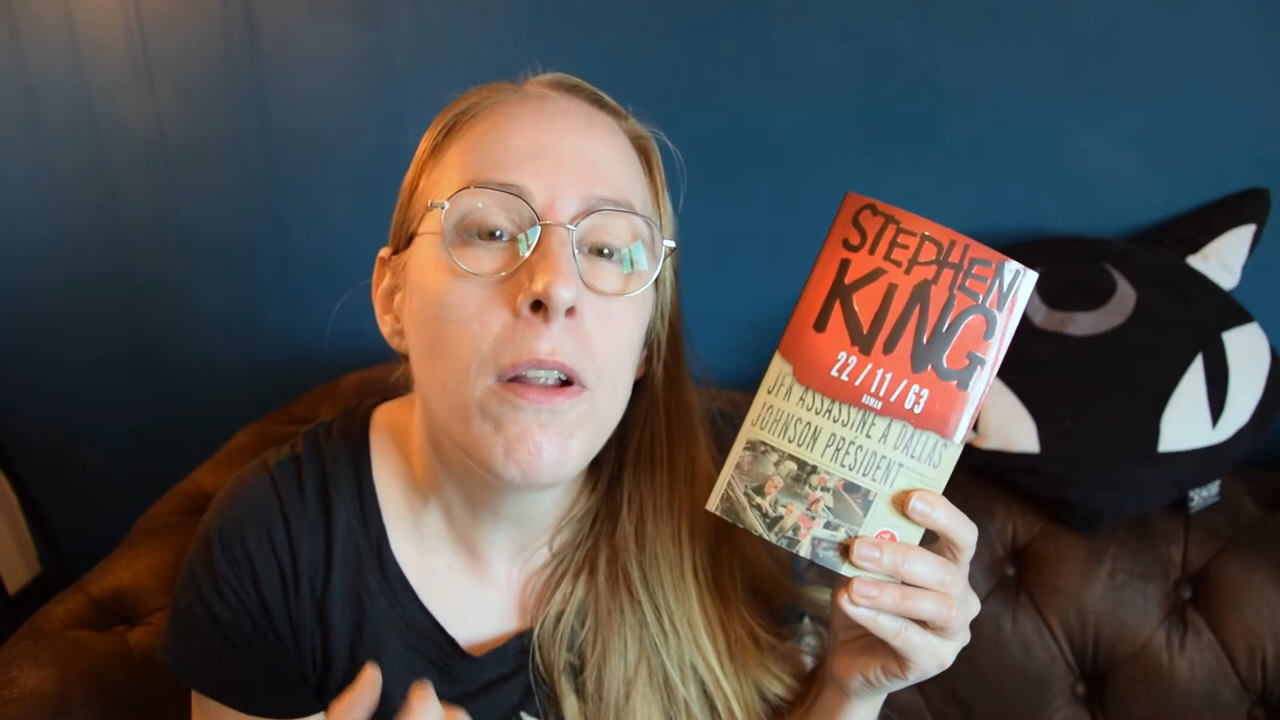 STEPHEN
KING
22/11/63
ROMAN
JFK ASSASSINÉ À DALLAS
JOHNSON PRÉSIDENT